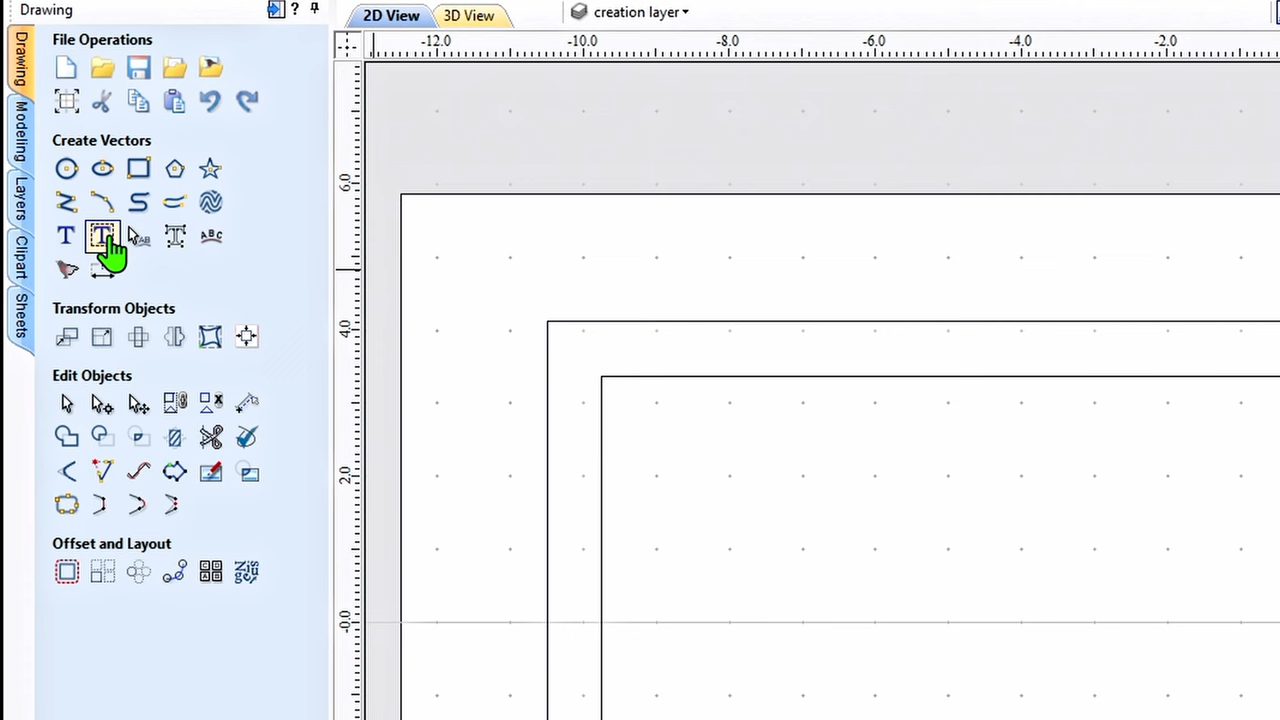 Drawing
?
2D View
3D View
creation layer
Drawing
Modeling
Layers
Clipart
Sheets
File Operations
Create Vectors
T
T
AB
T
ABC
Transform Objects
Edit Objects
Offset and Layout
-12.0
-10.0
-8.0
-6.0
-4.0
-2.0
6.0
4.0
2.0
-0.0